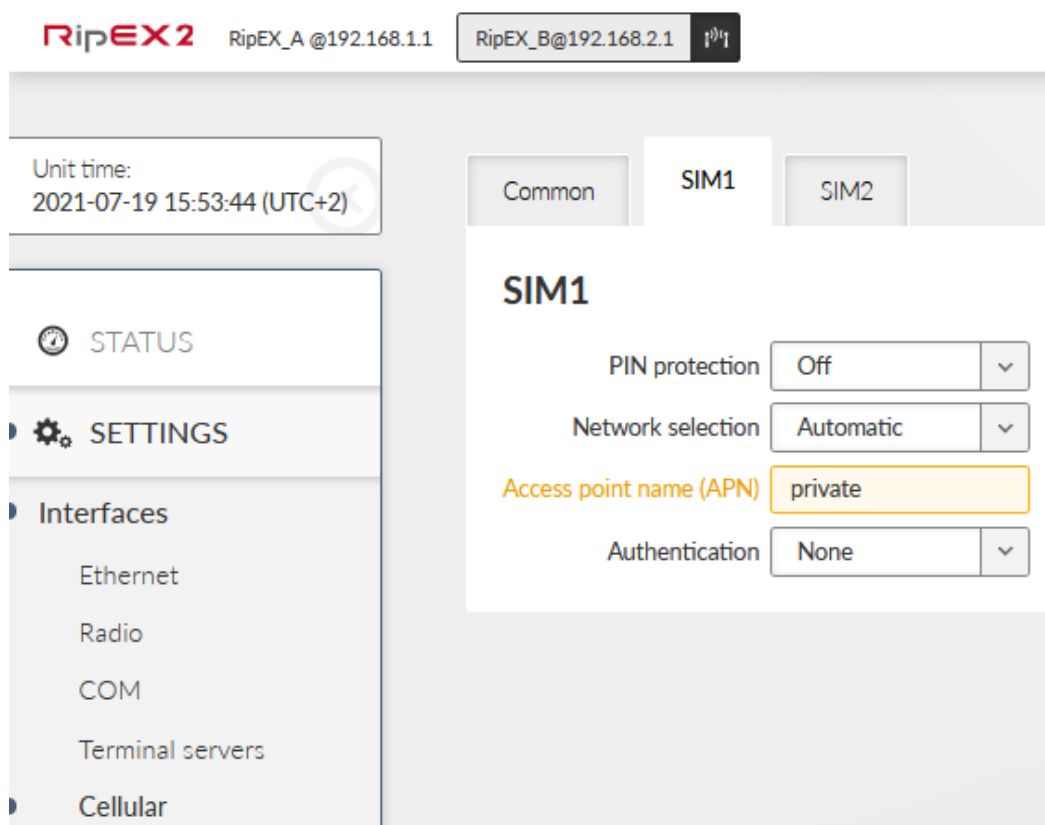 RipEX2 RipEX_A @192.168.1.1 RipEX_B@192.168.2.1
Unit time:
2021-07-19 15:53:44 (UTC+2)
STATUS
SETTINGS
Interfaces
Ethernet
Radio
COM
Terminal servers
Cellular
Common SIM1 SIM2
SIM1
PIN protection Off
Network selection Automatic
Access point name (APN) private
Authentication None